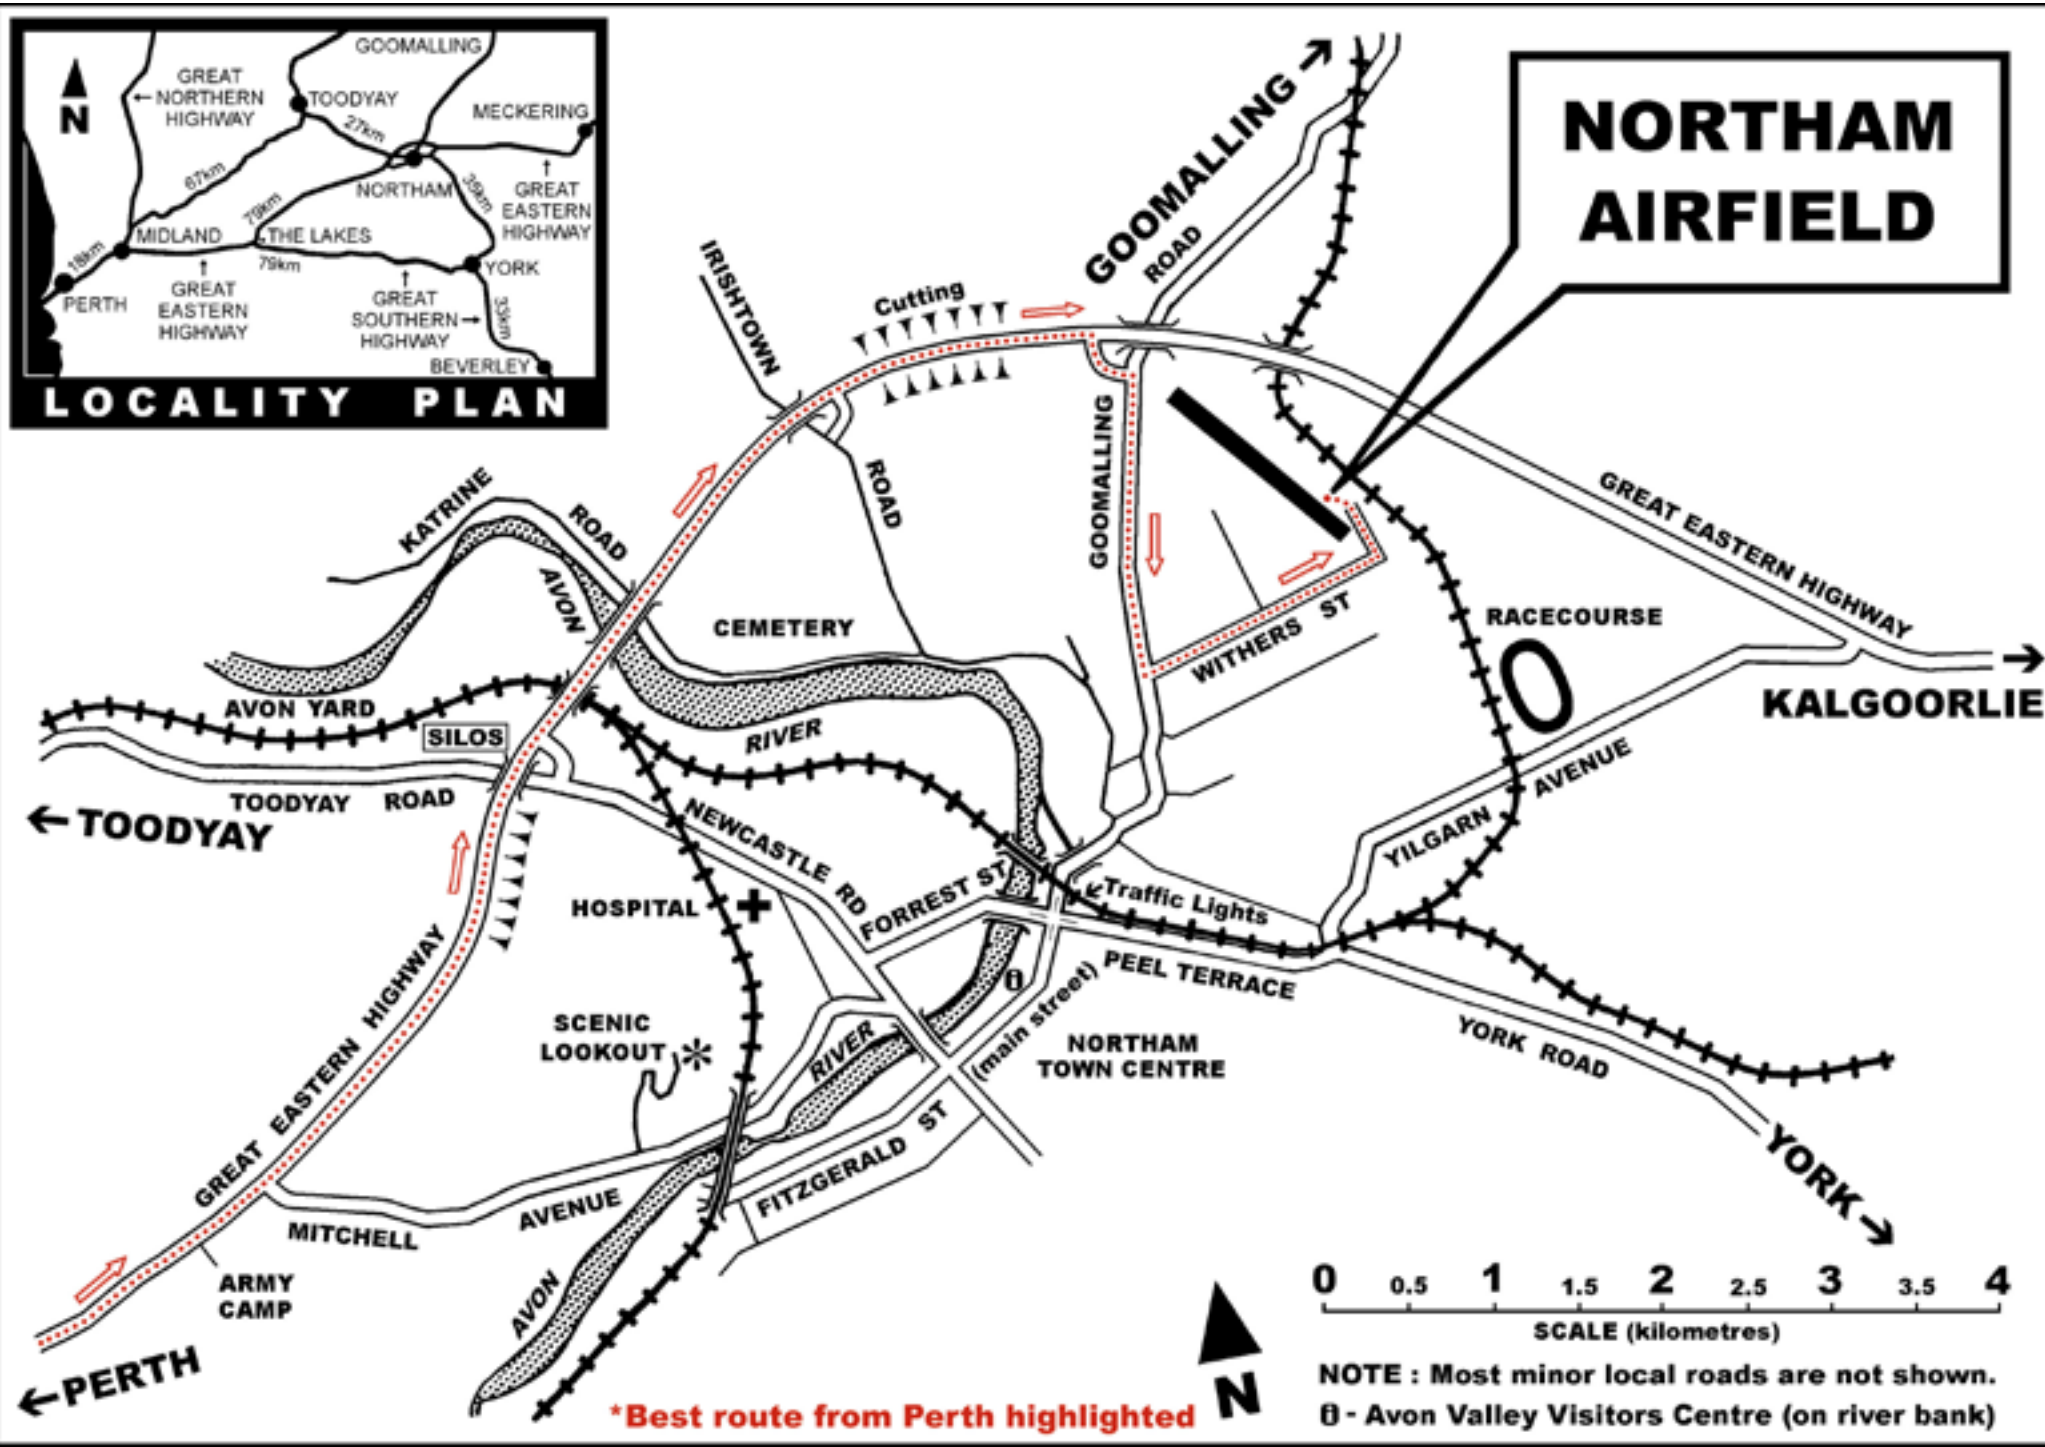 GOOMALLING
GREAT
NORTHERN
HIGHWAY
TOODYAY
MECKERING
N
27km
67km
NORTHAM
35km
GREAT
EASTERN
HIGHWAY
79km
MIDLAND
THE LAKES
18km
79km
YORK
PERTH
GREAT
EASTERN
HIGHWAY
GREAT
SOUTHERN
HIGHWAY
33km
BEVERLEY
LOCALITY PLAN
NORTHAM
AIRFIELD
GOOMALLING
ROAD
IRISHTOWN
ROAD
Cutting
GOOMALLING
KATRINE
ROAD
AVON
CEMETERY
RIVER
WITHERS ST
RACECOURSE
GREAT EASTERN HIGHWAY
KALGOORLIE
AVON YARD
SILOS
TOODYAY ROAD
TOODYAY
NEWCASTLE RD
FORREST ST
Traffic Lights
YILGARN AVENUE
HOSPITAL
PEEL TERRACE
(main street)
GREAT EASTERN HIGHWAY
SCENIC
LOOKOUT
RIVER
NORTHAM
TOWN CENTRE
YORK ROAD
YORK
FITZGERALD ST
MITCHELL AVENUE
ARMY
CAMP
AVON
PERTH
0 0.5 1 1.5 2 2.5 3 3.5 4
SCALE (kilometres)
N
NOTE : Most minor local roads are not shown.
i - Avon Valley Visitors Centre (on river bank)
*Best route from Perth highlighted